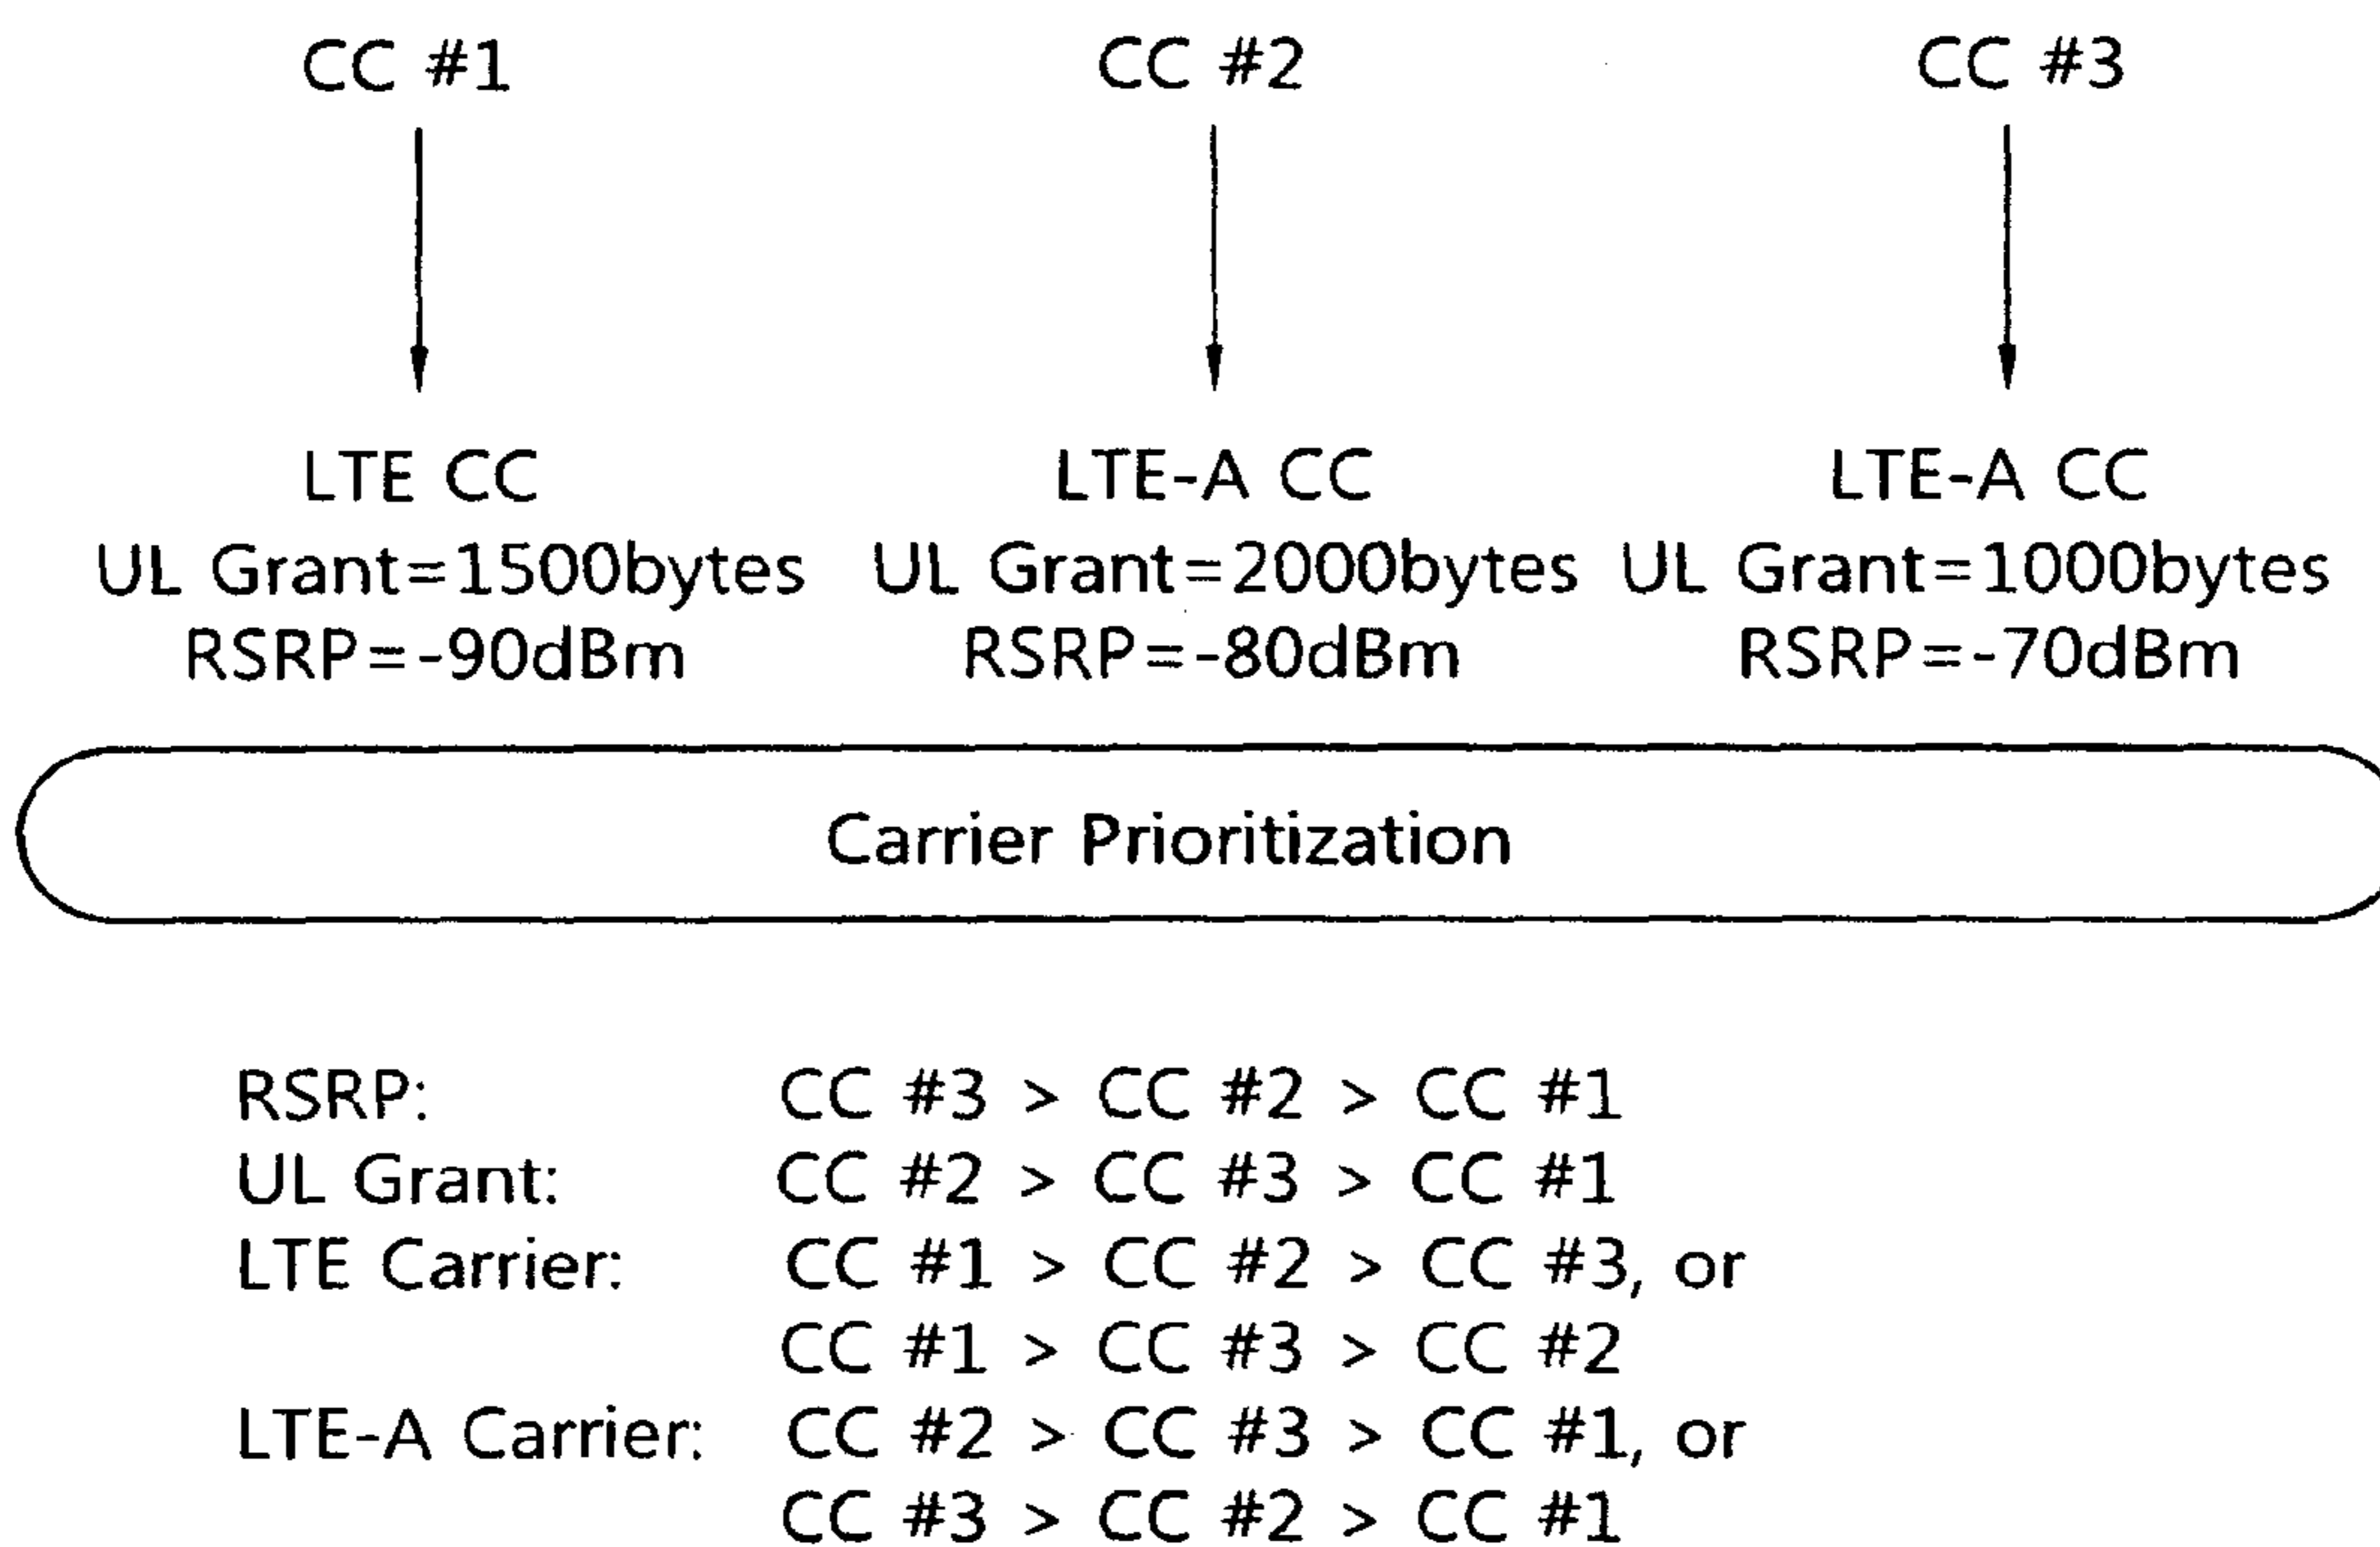 CC #1 CC #2 CC #3
LTE CC LTE-A CC LTE-A CC
UL Grant=1500bytes UL Grant=2000bytes UL Grant=1000bytes
RSRP=-90dBm RSRP=-80dBm RSRP=-70dBm
Carrier Prioritization
RSRP: CC #3 > CC #2 > CC #1
UL Grant: CC #2 > CC #3 > CC #1
LTE Carrier: CC #1 > CC #2 > CC #3, or
CC #1 > CC #3 > CC #2
LTE-A Carrier: CC #2 > CC #3 > CC #1, or
CC #3 > CC #2 > CC #1